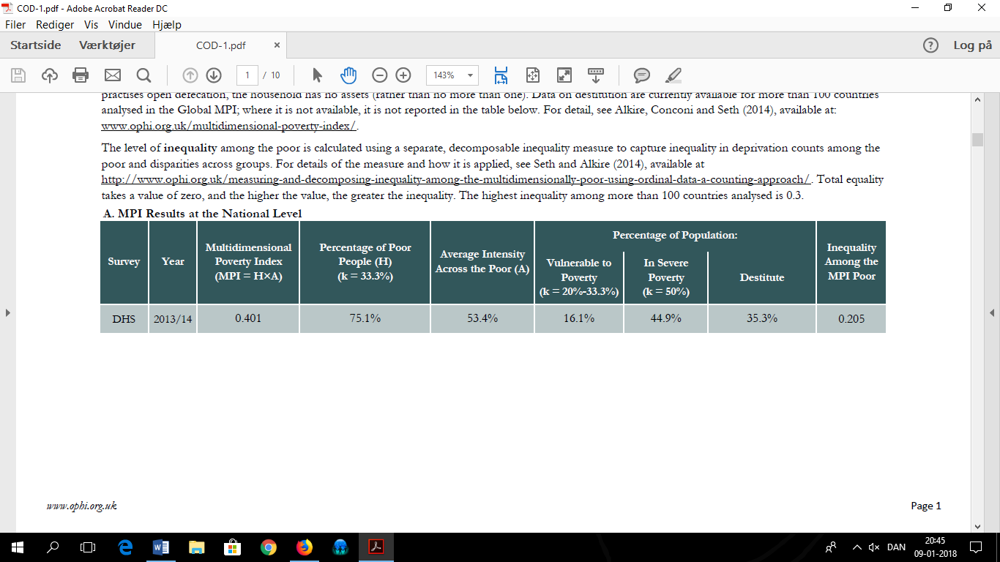 COD-1.pdf - Adobe Acrobat Reader DC
Filer Rediger Vis Vindue Hjælp
Startside Værktøjer COD-1.pdf × ? Log på
1 / 10 143%
practises open defecation, the household has no assets (rather than no more than one). Data on destitution are currently available for more than 100 countries
analysed in the Global MPI; where it is not available, it is not reported in the table below. For detail, see Alkire, Conconi and Seth (2014), available at:
www.ophi.org.uk/multidimensional-poverty-index/.
The level of inequality among the poor is calculated using a separate, decomposable inequality measure to capture inequality in deprivation counts among the
poor and disparities across groups. For details of the measure and how it is applied, see Seth and Alkire (2014), available at
http://www.ophi.org.uk/measuring-and-decomposing-inequality-among-the-multidimensionally-poor-using-ordinal-data-a-counting-approach/. Total equality
takes a value of zero, and the higher the value, the greater the inequality. The highest inequality among more than 100 countries analysed is 0.3.
A. MPI Results at the National Level
Survey
Year
Multidimensional
Poverty Index
(MPI = H×A)
Percentage of Poor
People (H)
(k = 33.3%)
Average Intensity
Across the Poor (A)
Percentage of Population:
Vulnerable to
Poverty
(k = 20%-33.3%)
In Severe
Poverty
(k = 50%)
Destitute
Inequality
Among the
MPI Poor
DHS 2013/14 0.401 75.1% 53.4% 16.1% 44.9% 35.3% 0.205
www.ophi.org.uk Page 1
DAN
20:45
09-01-2018